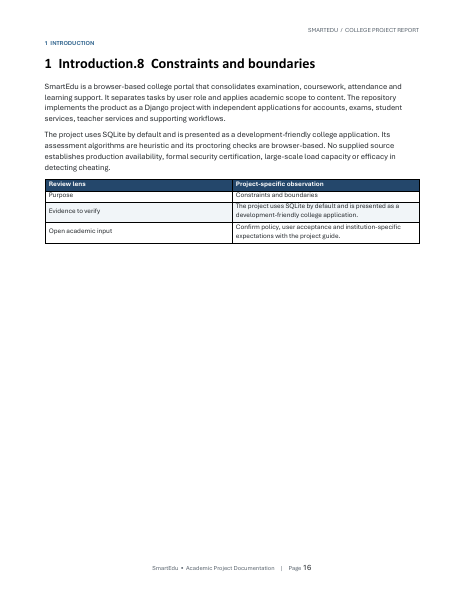 SMARTEDU / COLLEGE PROJECT REPORT
1 INTRODUCTION
1 Introduction.8 Constraints and boundaries
SmartEdu is a browser-based college portal that consolidates examination, coursework, attendance and
learning support. It separates tasks by user role and applies academic scope to content. The repository
implements the product as a Django project with independent applications for accounts, exams, student
services, teacher services and supporting workflows.
The project uses SQLite by default and is presented as a development-friendly college application. Its
assessment algorithms are heuristic and its proctoring checks are browser-based. No supplied source
establishes production availability, formal security certification, large-scale load capacity or efficacy in
detecting cheating.
Review lens Project-specific observation
Purpose Constraints and boundaries
Evidence to verify The project uses SQLite by default and is presented as a
development-friendly college application.
Open academic input Confirm policy, user acceptance and institution-specific
expectations with the project guide.
SmartEdu • Academic Project Documentation | Page 16